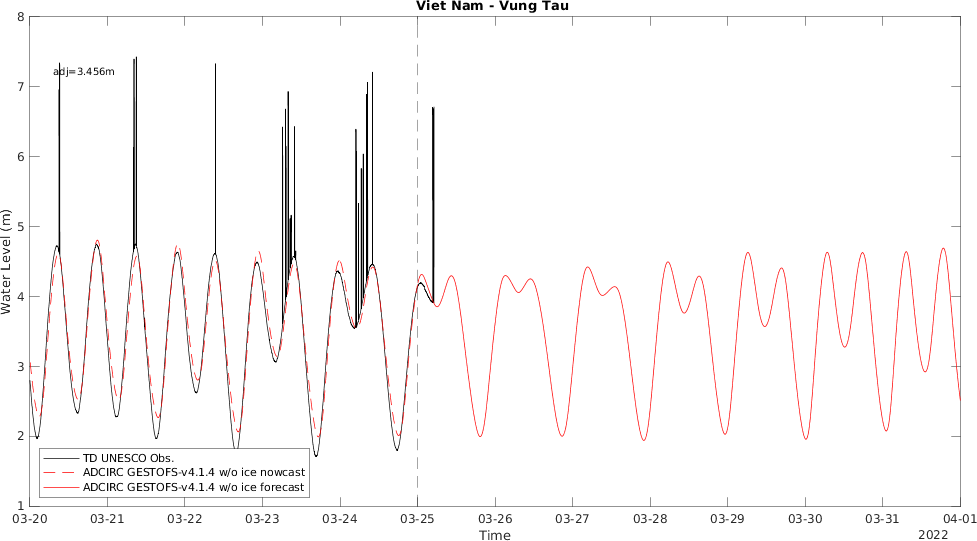 Viet Nam - Vung Tau
adj=3.456m
Water Level (m)
8
7
6
5
4
3
2
1
TD UNESCO Obs.
ADCIRC GESTOFS-v4.1.4 w/o ice nowcast
ADCIRC GESTOFS-v4.1.4 w/o ice forecast
03-20 03-21 03-22 03-23 03-24 03-25 03-26 03-27 03-28 03-29 03-30 03-31 04-01
Time
2022